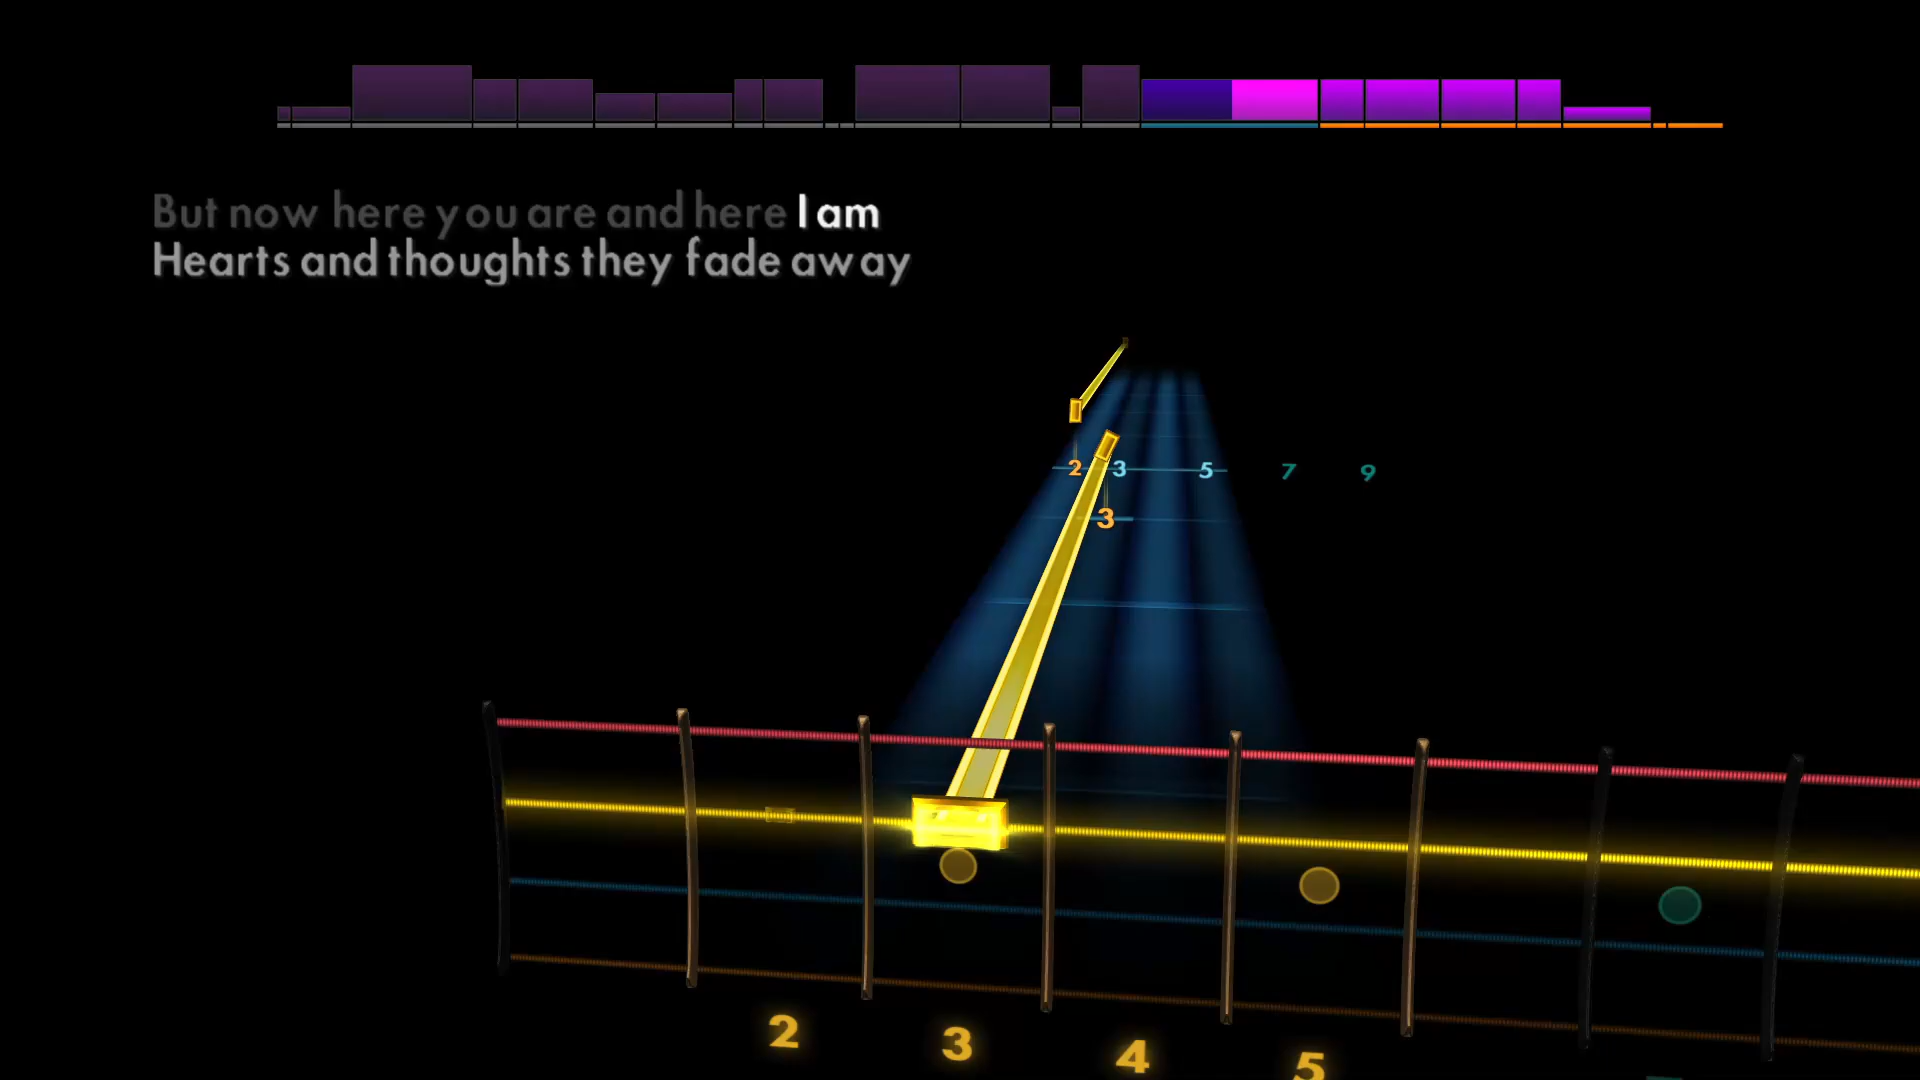 But now here you are and here I am
Hearts and thoughts they fade away
2 3 5 7 9
3
2 3 4 5